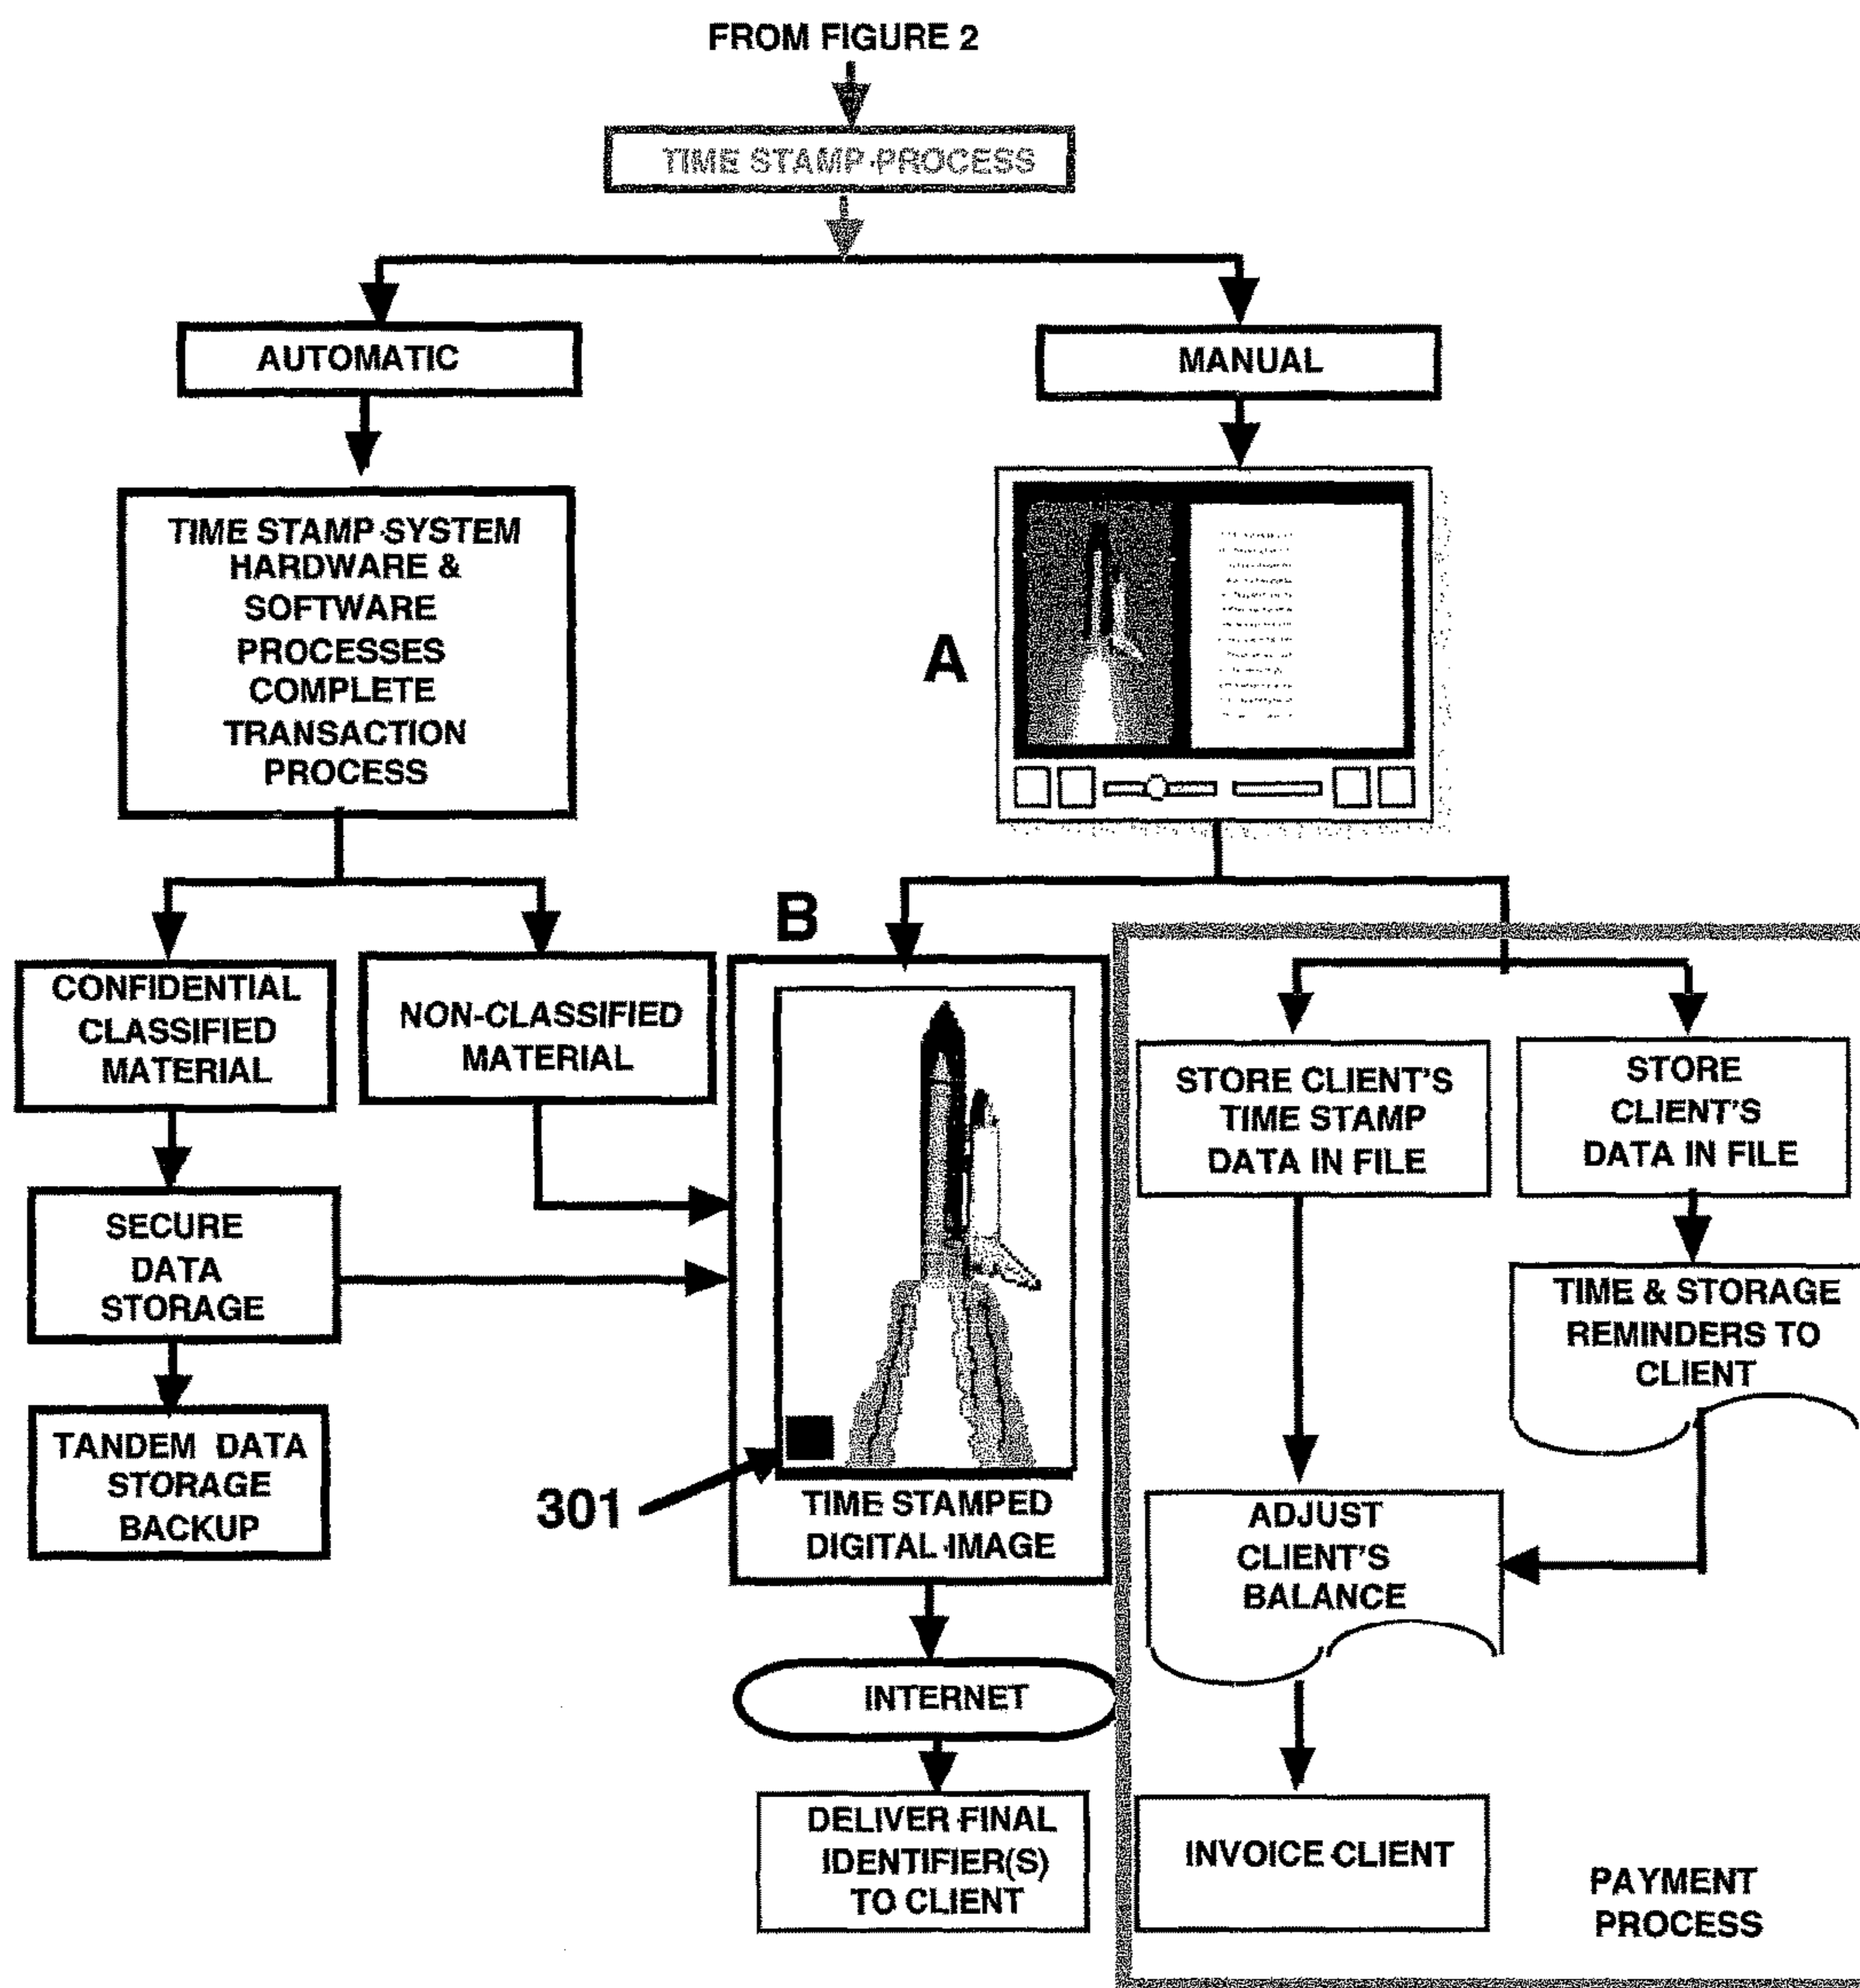 FROM FIGURE 2
TIME STAMP PROCESS
AUTOMATIC
MANUAL
TIME STAMP SYSTEM
HARDWARE &
SOFTWARE
PROCESSES
COMPLETE
TRANSACTION
PROCESS
A
B
CONFIDENTIAL
CLASSIFIED
MATERIAL
NON-CLASSIFIED
MATERIAL
STORE CLIENT'S
TIME STAMP
DATA IN FILE
STORE
CLIENT'S
DATA IN FILE
SECURE
DATA
STORAGE
TIME & STORAGE
REMINDERS TO
CLIENT
TANDEM DATA
STORAGE
BACKUP
301
TIME STAMPED
DIGITAL IMAGE
ADJUST
CLIENT'S
BALANCE
INTERNET
DELIVER FINAL
IDENTIFIER(S)
TO CLIENT
INVOICE CLIENT
PAYMENT
PROCESS